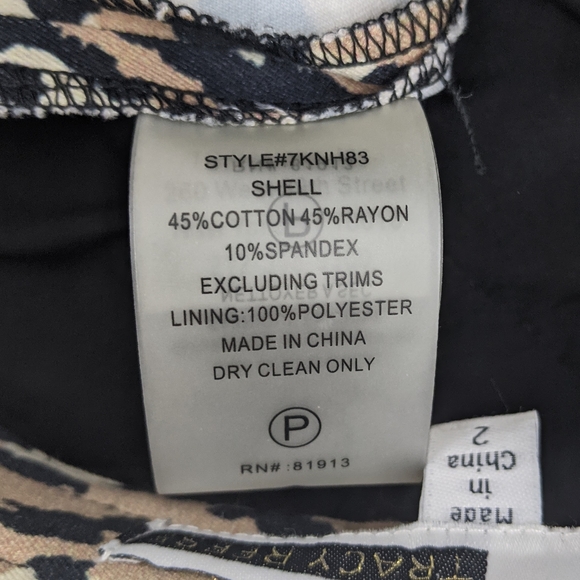 STYLE#7KNH83
SHELL
45%COTTON 45%RAYON
10%SPANDEX
EXCLUDING TRIMS
LINING:100%POLYESTER
MADE IN CHINA
DRY CLEAN ONLY
P
RN# :81913
2
Made
in
China
TRACY REESE